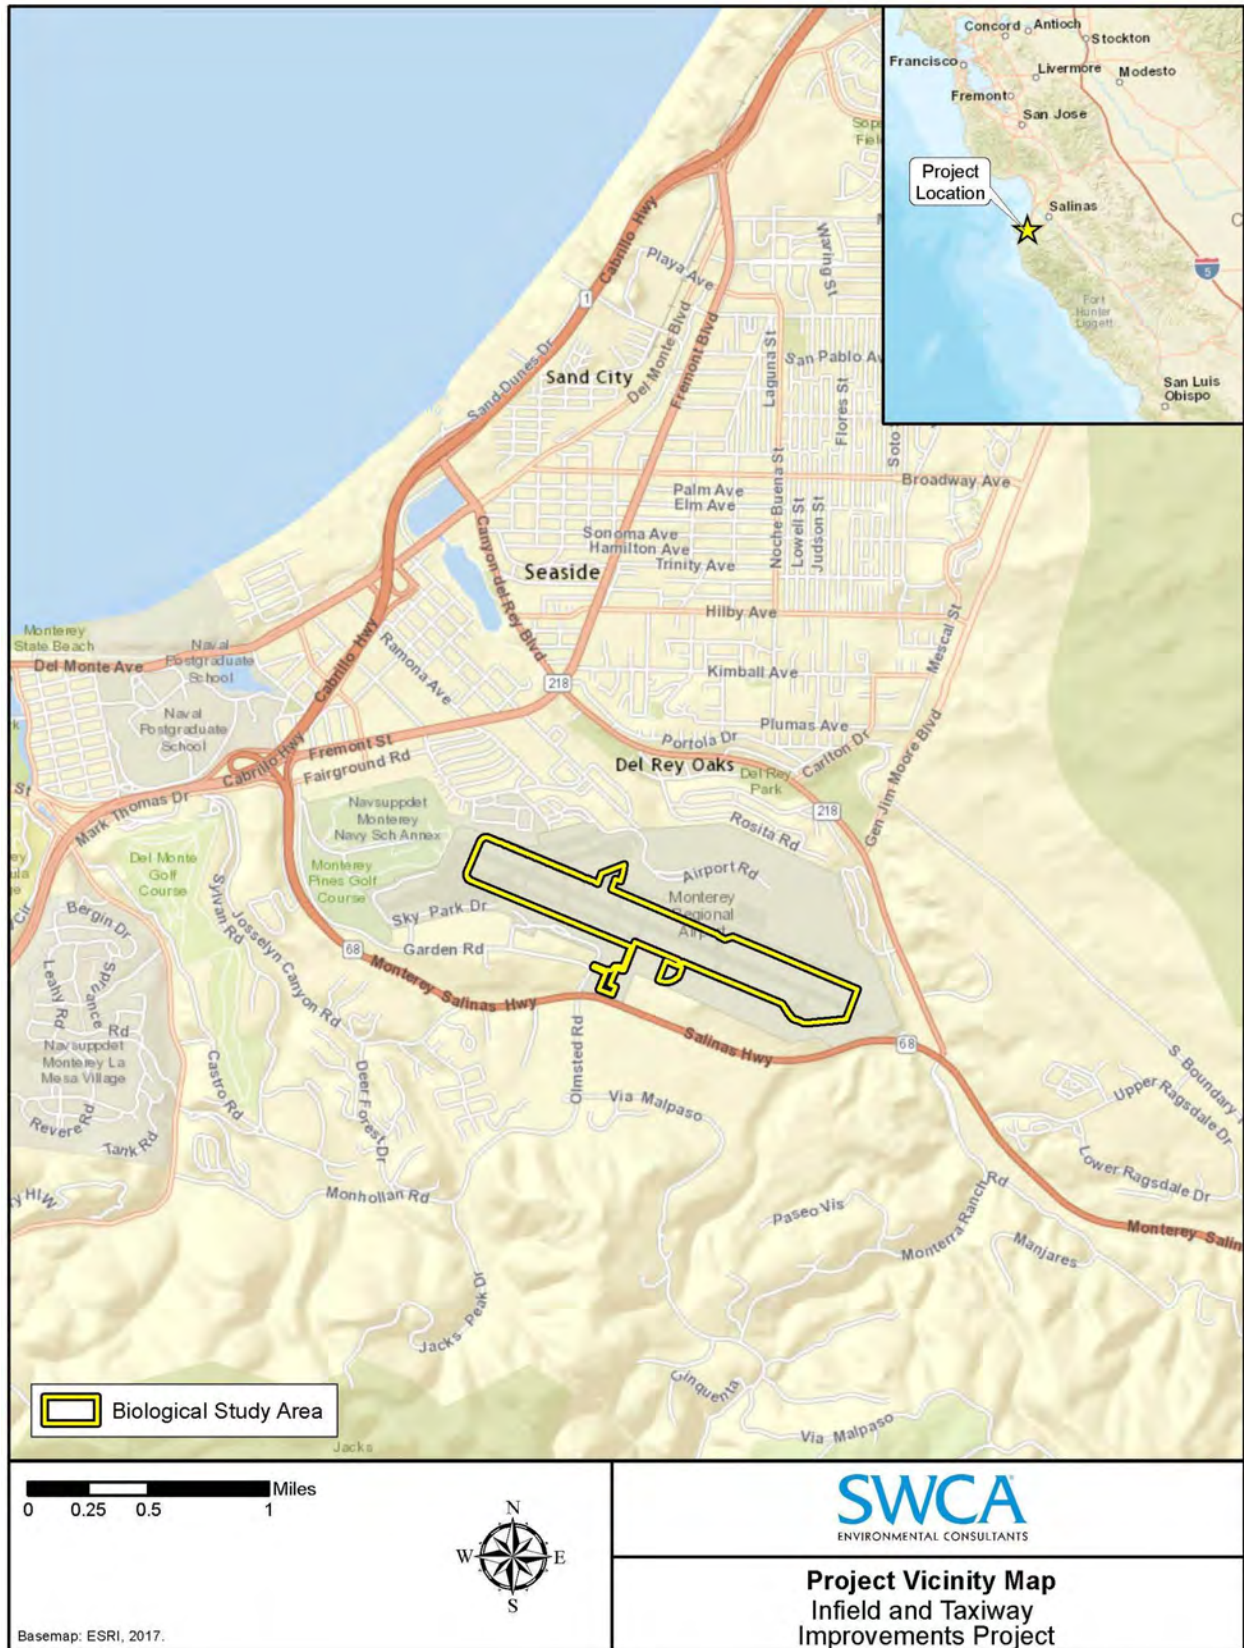 Concord
Antioch
Stockton
Francisco
Livermore
Modesto
Fremont
San Jose
Project
Location
Salinas
5
Fort
Hunter
Liggett
San Luis
Obispo
Cabrillo Hwy
Playa Ave
Waring St
1
Del Monte Blvd
Fremont Blvd
Sand Dunes Dr
Sand City
Laguna St
San Pablo Av
Flores St
Soto
Broadway Ave
Palm Ave
Elm Ave
Noche Buena St
Lowell St
Judson St
Canyon del Rey Blvd
Sonoma Ave
Hamilton Ave
Trinity Ave
Seaside
Hilby Ave
Mescal St
Monterey
State Beach
Del Monte Ave
Naval
Postgraduate
School
Cabrillo Hwy
Ramona Ave
Kimball Ave
218
Naval
Postgraduate
School
Plumas Ave
Portola Dr
Carlton Dr
Gen Jim Moore Blvd
Cabrillo Hwy
Fremont St
Fairground Rd
Del Rey Oaks
Del Rey
Park
218
St
Mark Thomas Dr
Navsuppdet
Monterey
Navy Sch Annex
Rosita Rd
Del Monte
Golf
Course
Monterey
Pines Golf
Course
Airport Rd
Monterey
Regional
Airport
Sky Park Dr
Garden Rd
Sylvan Rd
Josselyn Canyon Rd
Bergin Dr
Cir
68
Monterey Salinas Hwy
Leahy Rd
Spruance
Rd
Navsuppdet
Monterey La
Mesa Village
Salinas Hwy
68
Olmsted Rd
Castro Rd
Deer Forest Dr
Via Malpaso
S Boundary
Upper Ragsdale Dr
Revere Rd
Tank Rd
Lower Ragsdale Dr
Monhollan Rd
Paseo Vis
Monterra Ranch Rd
Manjares
Monterey Salin
Jacks Peak Dr
Cinquenta
Via Malpaso
Biological Study Area
Jacks
Miles
0 0.25 0.5 1
N
W E
S
SWCA
ENVIRONMENTAL CONSULTANTS
Project Vicinity Map
Infield and Taxiway
Improvements Project
Basemap: ESRI, 2017.